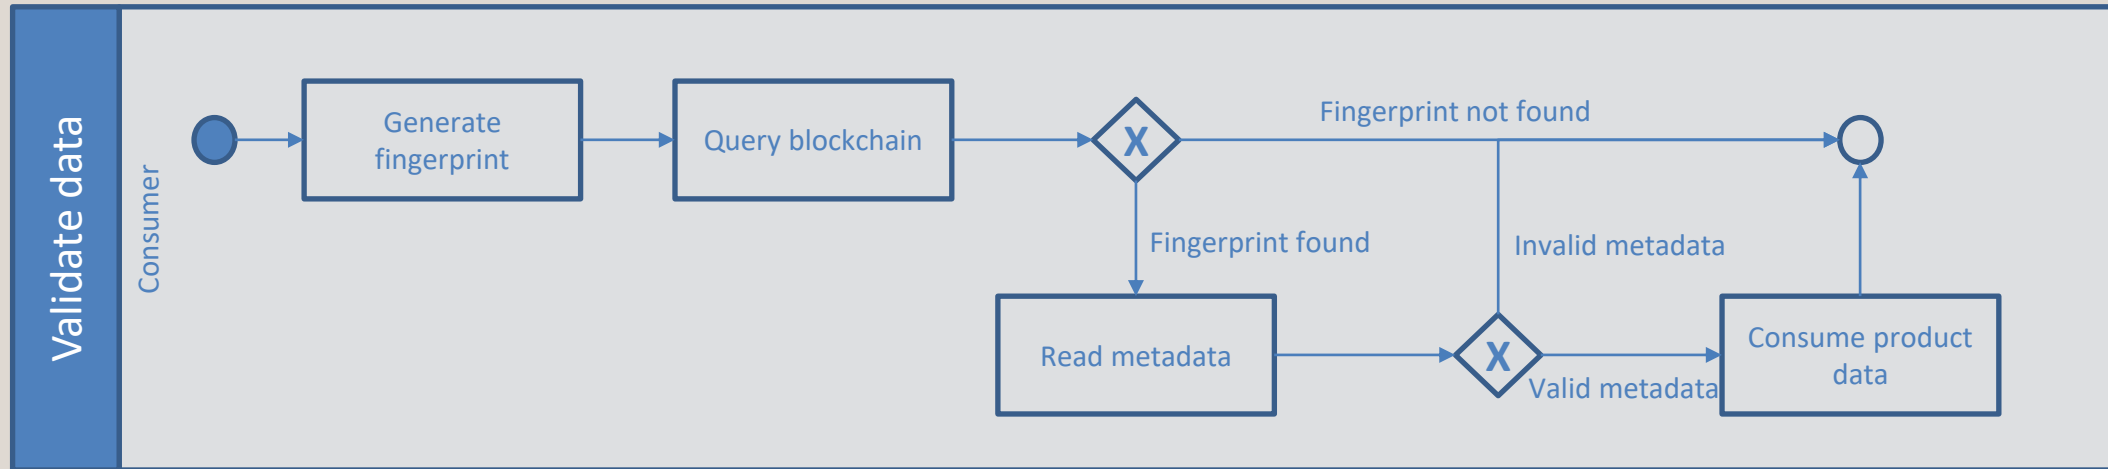 Validate data
Consumer
Generate
fingerprint
Query blockchain
X
Fingerprint not found
Fingerprint found
Invalid metadata
Read metadata
X
Valid metadata
Consume product
data